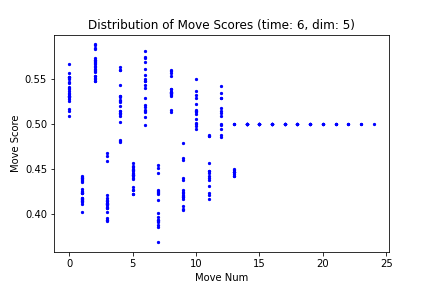 Distribution of Move Scores (time: 6, dim: 5)
Move Score
0.55
0.50
0.45
0.40
0 5 10 15 20 25
Move Num